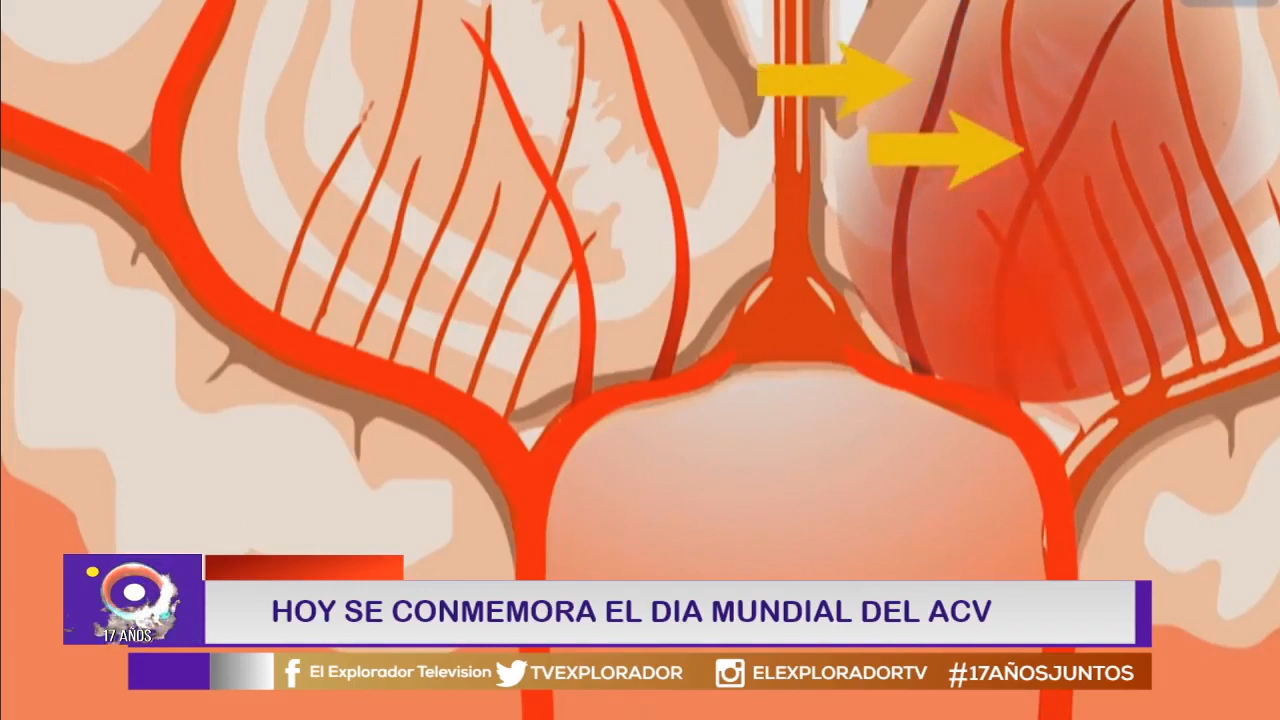 HOY SE CONMEMORA EL DIA MUNDIAL DEL ACV
17 AÑOS
El Explorador Television TVEXPLORADOR ELEXPLORADORTV #17AÑOSJUNTOS